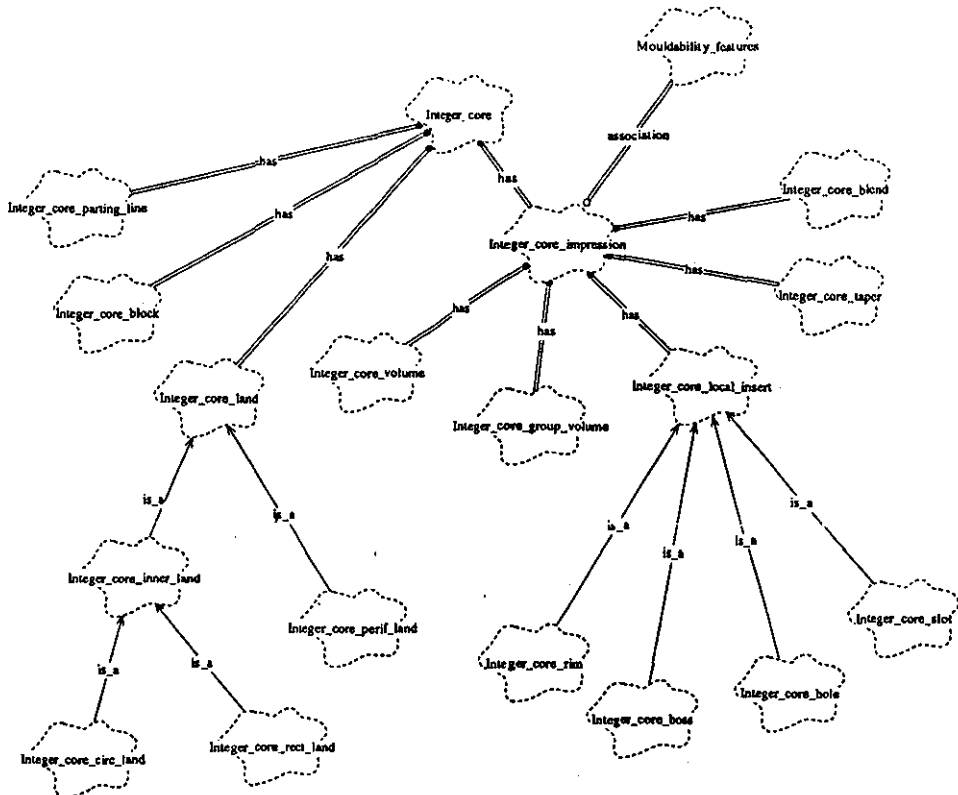 Mouldability_features
Integer_core
association
has
has
Integer_core_blend
Integer_core_parting_line
has
has
Integer_core_impression
has
has
Integer_core_block
Integer_core_taper
has
has
has
Integer_core_volume
Integer_core_land
Integer_core_local_insert
Integer_core_group_volume
is_a
is_a
is_a
is_a
is_a
is_a
Integer_core_inner_land
Integer_core_slot
Integer_core_perif_land
Integer_core_rim
is_a
is_a
Integer_core_hole
Integer_core_boss
Integer_core_rect_land
Integer_core_circ_land